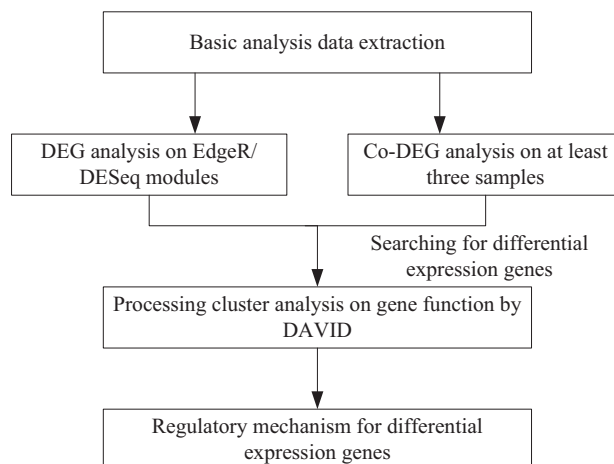 Basic analysis data extraction
DEG analysis on EdgeR/
DESeq modules
Co-DEG analysis on at least
three samples
Searching for differential
expression genes
Processing cluster analysis on gene function by
DAVID
Regulatory mechanism for differential
expression genes